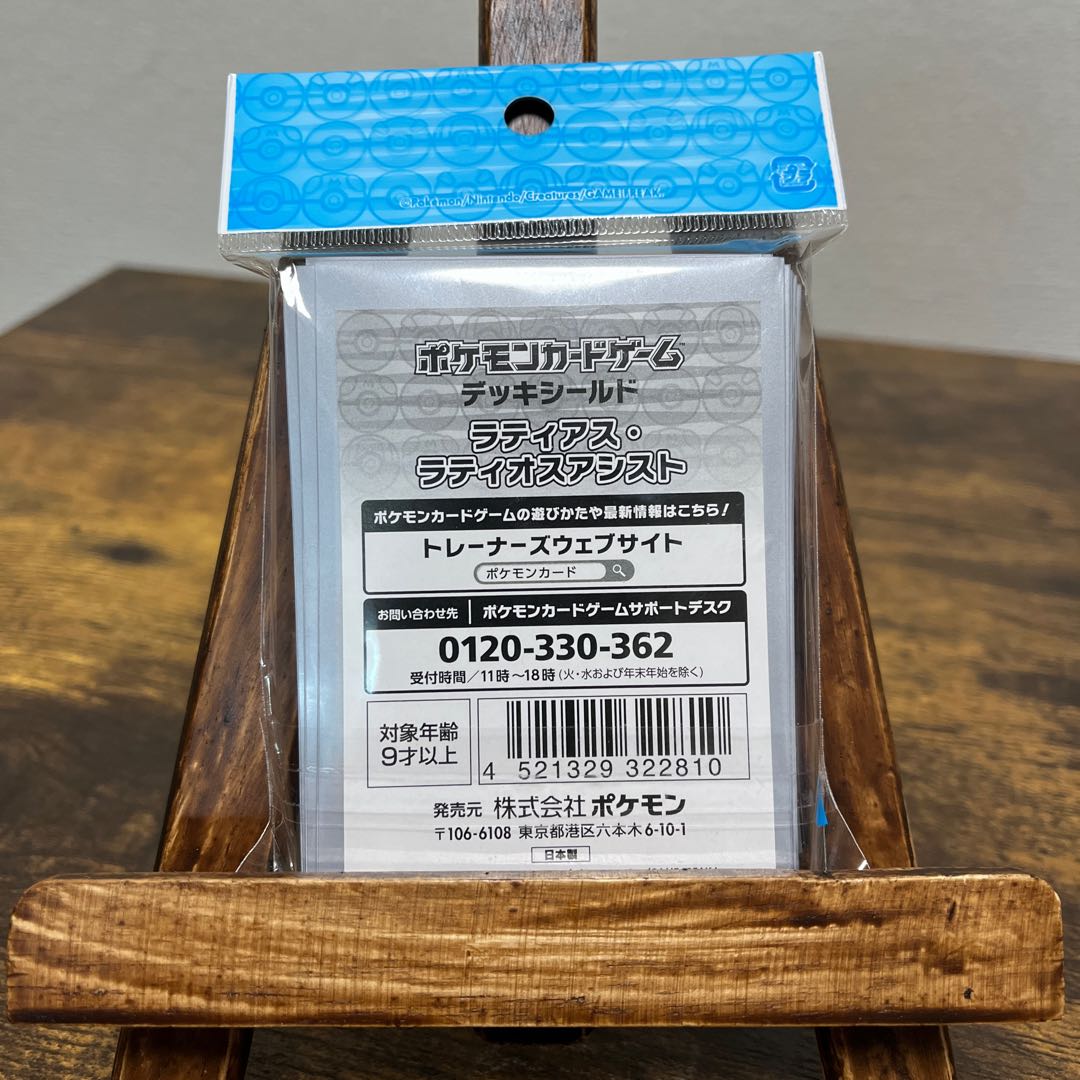 ©Pokémon/Nintendo/Creatures/GAME FREAK.
プラ
ポケモンカードゲーム
デッキシールド
ラティアス・
ラティオスアシスト
ポケモンカードゲームの遊びかたや最新情報はこちら!
トレーナーズウェブサイト
ポケモンカード
お問い合わせ先 ポケモンカードゲームサポートデスク
0120-330-362
受付時間/11時~18時(火・水および年末年始を除く)
対象年齢
9才以上
4 521329 322810
発売元 株式会社ポケモン
〒106-6108 東京都港区六本木6-10-1
日本製